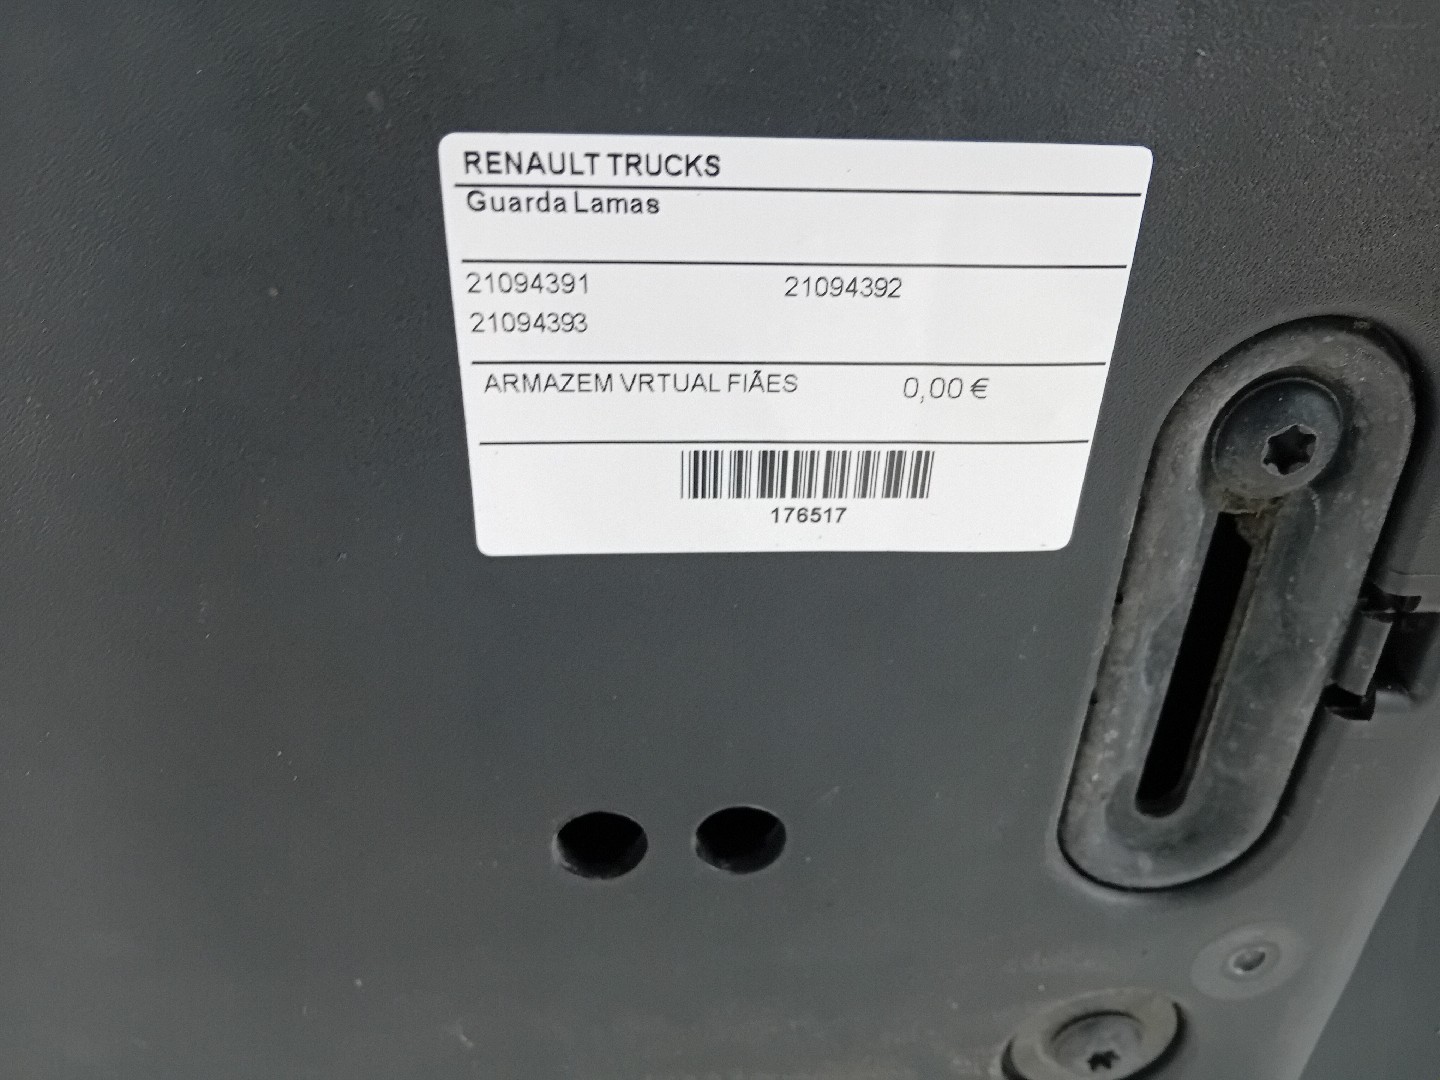 RENAULT TRUCKS
Guarda Lamas
21094391 21094392
21094393
ARMAZEM VRTUAL FIÃES 0,00 €
176517